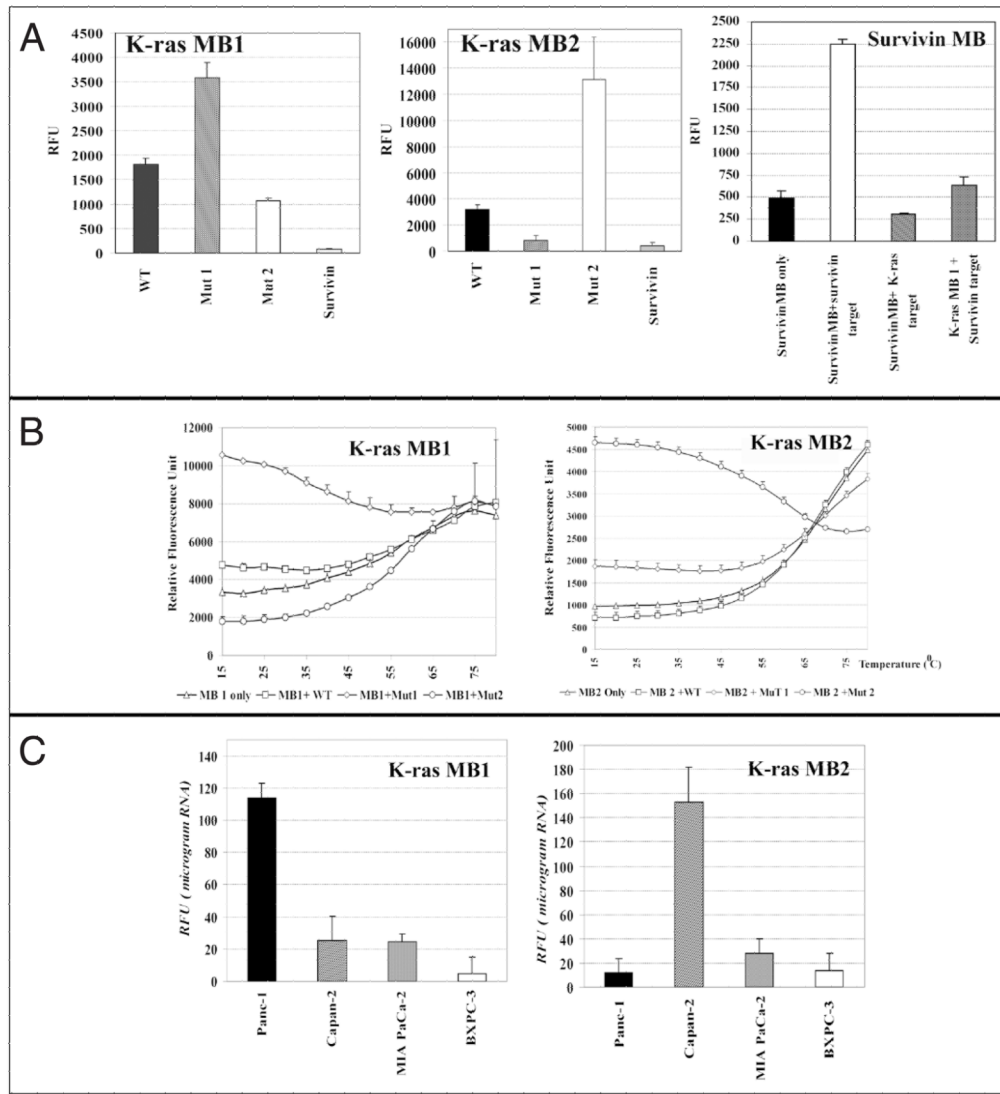 A
K-ras MB1
4500
4000
3500
3000
2500
2000
1500
1000
500
0
RFU
WT
Mut 1
Mut 2
Survivin
K-ras MB2
16000
14000
12000
10000
8000
6000
4000
2000
0
RFU
WT
Mut 1
Mut 2
Survivin
Survivin MB
2500
2250
2000
1750
1500
1250
1000
750
500
250
0
RFU
SurvivinMB only
SurvivinMB+survivin
target
SurvivinMB+ K-ras
target
K-ras MB 1 +
Survivin target
B
K-ras MB1
12000
10000
8000
6000
4000
2000
0
Relative Fluorescence Unit
15
25
35
45
55
65
75
MB 1 only
MB1+ WT
MB1+Mut1
MB1+Mut2
K-ras MB2
5000
4500
4000
3500
3000
2500
2000
1500
1000
500
0
Relative Fluorescence Unit
15
25
35
45
55
65
75
Temperature (⁰C)
MB2 Only
MB 2 +WT
MB2 + MuT 1
MB 2 +Mut 2
C
K-ras MB1
140
120
100
80
60
40
20
0
RFU ( microgram RNA)
Panc-1
Capan-2
MIA PaCa-2
BXPC-3
K-ras MB2
200
180
160
140
120
100
80
60
40
20
0
RFU ( microgram RNA)
Panc-1
Capan-2
MIA PaCa-2
BXPC-3